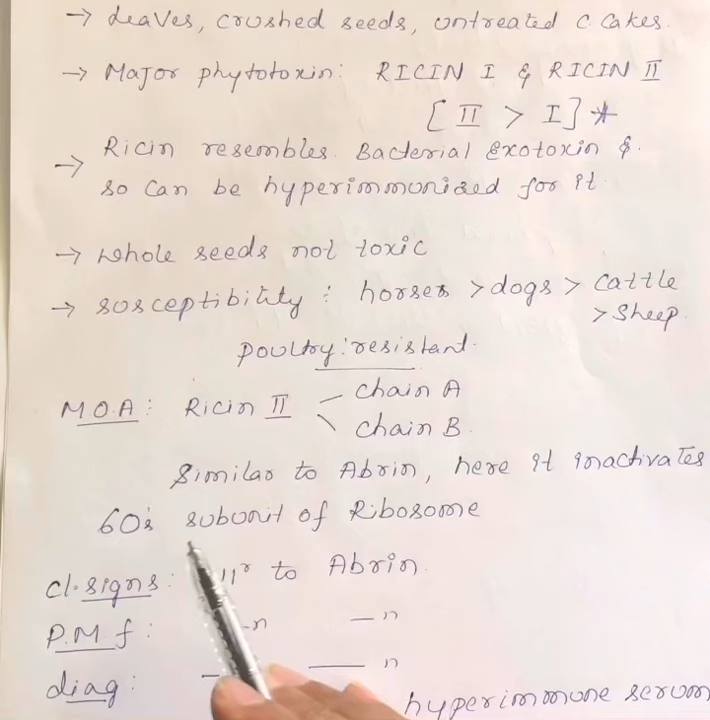 → Leaves, crushed seeds, untreated c. cakes.
→ Major phytotoxin: RICIN I & RICIN II
[II > I]*
→ Ricin resembles Bacterial Exotoxin &
so can be hyperimmunised for it.
→ Whole seeds not toxic
→ susceptibility : horses > dogs > cattle
> sheep.
poultry: resistant.
M.O.A: Ricin II
chain A
chain B
Similar to Abrin, here it inactivates
60s subunit of Ribosome
cl. signs: 11r to Abrin.
P.M f: -n —n
diag: — — n
hyperimmune serum